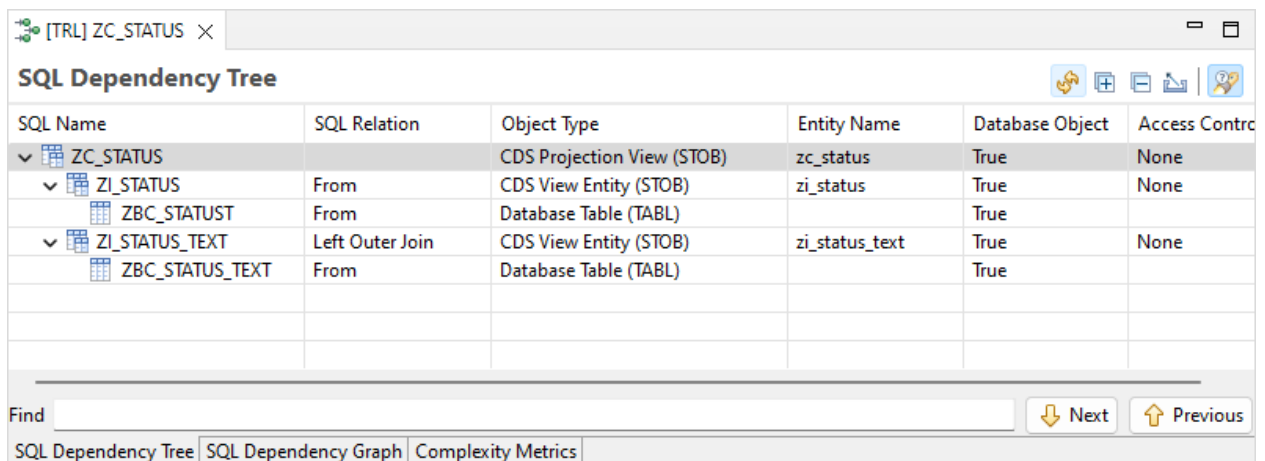 [TRL] ZC_STATUS
SQL Dependency Tree
SQL Name SQL Relation Object Type Entity Name Database Object Access Contro
ZC_STATUS CDS Projection View (STOB) zc_status True None
ZI_STATUS From CDS View Entity (STOB) zi_status True None
ZBC_STATUST From Database Table (TABL) True
ZI_STATUS_TEXT Left Outer Join CDS View Entity (STOB) zi_status_text True None
ZBC_STATUS_TEXT From Database Table (TABL) True
Find Next Previous
SQL Dependency Tree SQL Dependency Graph Complexity Metrics